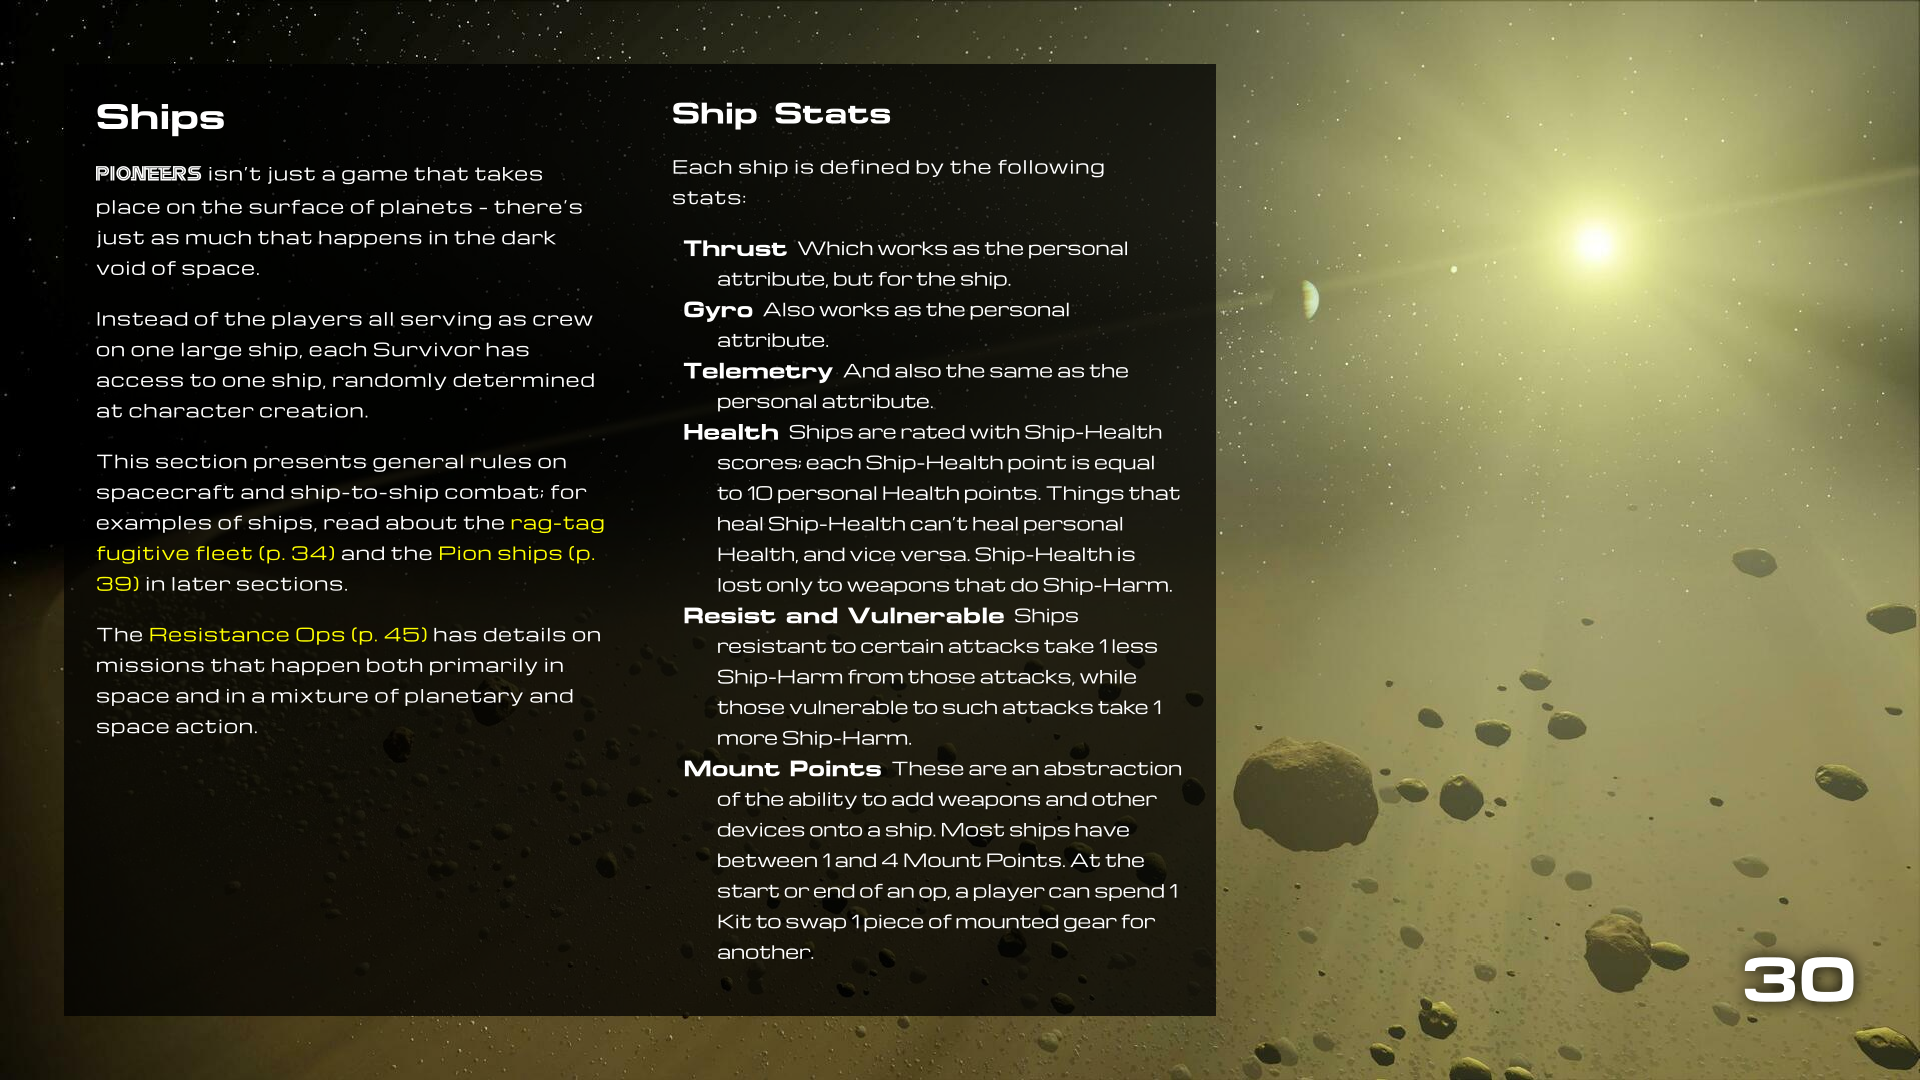 Ships
PIONEERS isn't just a game that takes
place on the surface of planets - there's
just as much that happens in the dark
void of space.
Instead of the players all serving as crew
on one large ship, each Survivor has
access to one ship, randomly determined
at character creation.
This section presents general rules on
spacecraft and ship-to-ship combat; for
examples of ships, read about the rag-tag
fugitive fleet (p. 34) and the Pion ships (p.
39) in later sections.
The Resistance Ops (p. 45) has details on
missions that happen both primarily in
space and in a mixture of planetary and
space action.
Ship Stats
Each ship is defined by the following
stats:
Thrust Which works as the personal
attribute, but for the ship.
Gyro Also works as the personal
attribute.
Telemetry And also the same as the
personal attribute.
Health Ships are rated with Ship-Health
scores; each Ship-Health point is equal
to 10 personal Health points. Things that
heal Ship-Health can't heal personal
Health, and vice versa. Ship-Health is
lost only to weapons that do Ship-Harm.
Resist and Vulnerable Ships
resistant to certain attacks take 1 less
Ship-Harm from those attacks, while
those vulnerable to such attacks take 1
more Ship-Harm.
Mount Points These are an abstraction
of the ability to add weapons and other
devices onto a ship. Most ships have
between 1 and 4 Mount Points. At the
start or end of an op, a player can spend 1
Kit to swap 1 piece of mounted gear for
another.
30